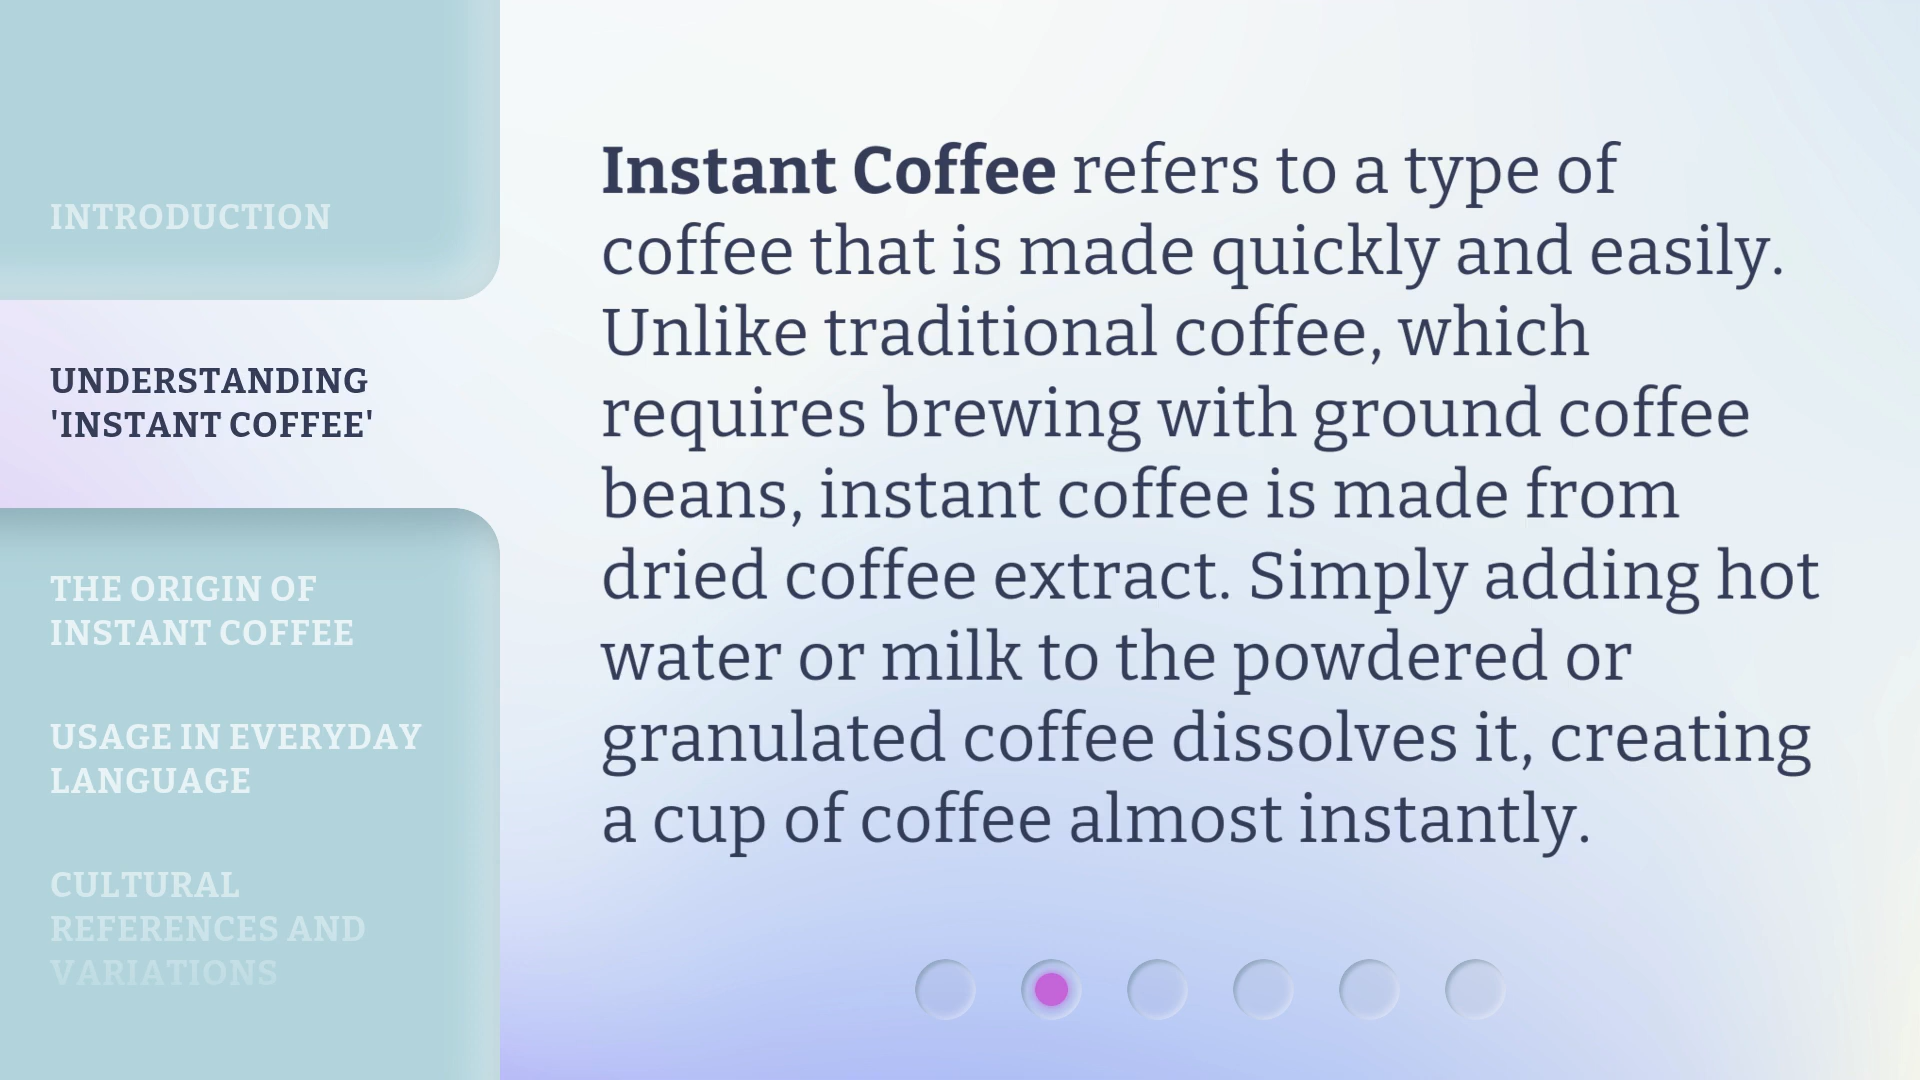 INTRODUCTION
UNDERSTANDING
'INSTANT COFFEE'
THE ORIGIN OF
INSTANT COFFEE
USAGE IN EVERYDAY
LANGUAGE
CULTURAL
REFERENCES AND
VARIATIONS
Instant Coffee refers to a type of
coffee that is made quickly and easily.
Unlike traditional coffee, which
requires brewing with ground coffee
beans, instant coffee is made from
dried coffee extract. Simply adding hot
water or milk to the powdered or
granulated coffee dissolves it, creating
a cup of coffee almost instantly.